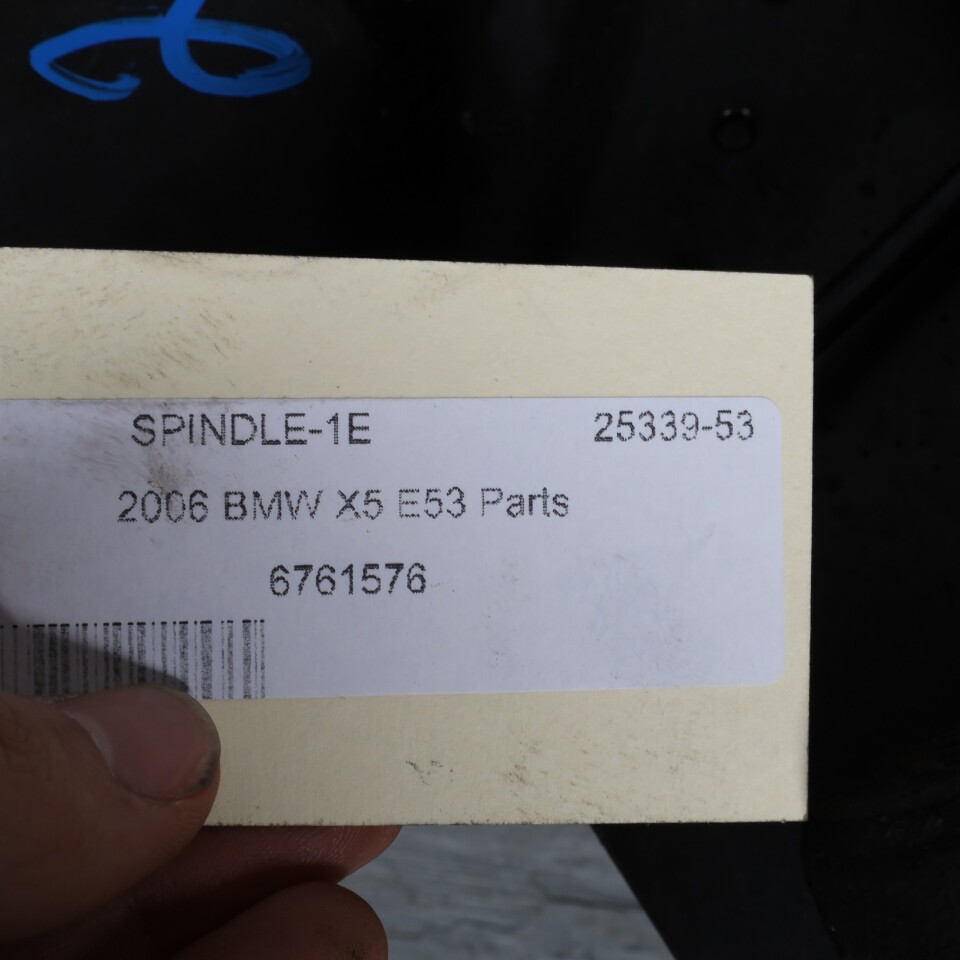 SPINDLE-1E 25339-53
2006 BMW X5 E53 Parts
6761576